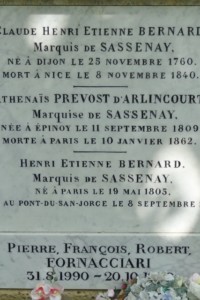 CLAUDE HENRI ETIENNE BERNARD
MARQUIS DE SASSENAY,
NÉ À DIJON LE 25 NOVEMBRE 1760.
MORT À NICE LE 8 NOVEMBRE 1840.
ATHENAÏS PREVOST D'ARLINCOURT
MARQUISE DE SASSENAY,
NÉE À ÉPINOY LE 11 SEPTEMBRE 1809
MORTE À PARIS LE 10 JANVIER 1862.
HENRI ETIENNE BERNARD.
MARQUIS DE SASSENAY,
NÉ À PARIS LE 19 MAI 1805,
AU PONT-DU-SAN-JORGE LE 8 SEPTEMBRE
PIERRE, FRANÇOIS, ROBERT,
FORNACCIARI
31.8.1990 - 20.10.